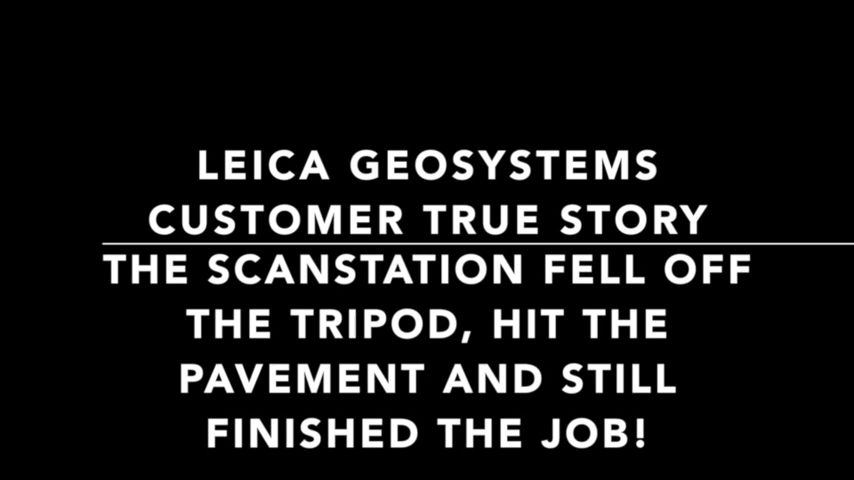 LEICA GEOSYSTEMS
CUSTOMER TRUE STORY
THE SCANSTATION FELL OFF
THE TRIPOD, HIT THE
PAVEMENT AND STILL
FINISHED THE JOB!